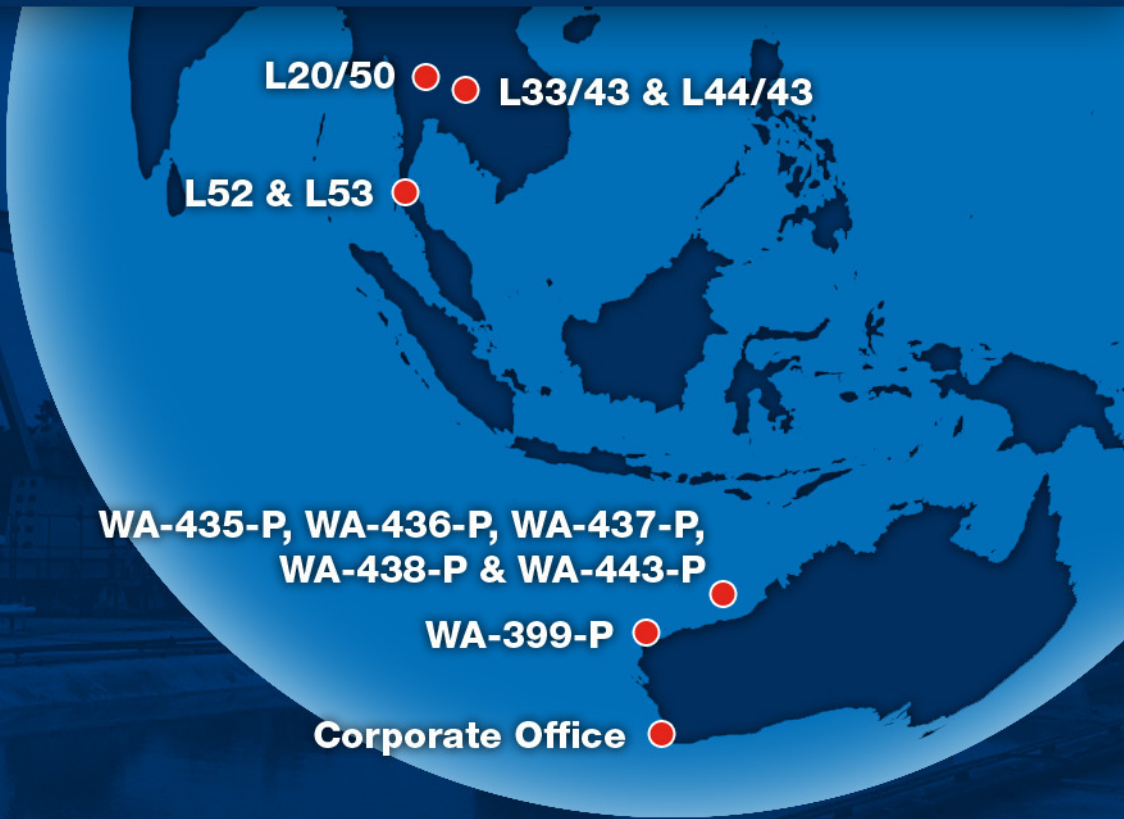 L20/50
L33/43 & L44/43
L52 & L53
WA-435-P, WA-436-P, WA-437-P,
WA-438-P & WA-443-P
WA-399-P
Corporate Office